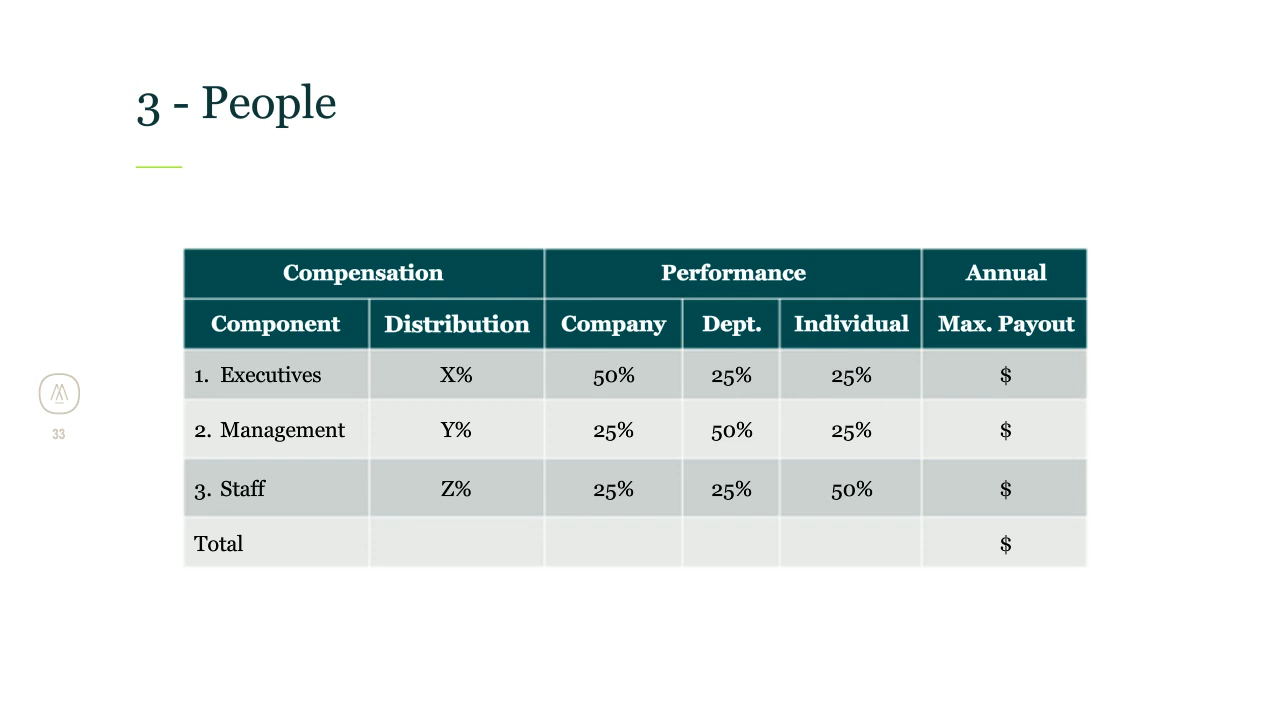 3 - People
Compensation Performance Annual
Component Distribution Company Dept. Individual Max. Payout
1. Executives X% 50% 25% 25% $
2. Management Y% 25% 50% 25% $
3. Staff Z% 25% 25% 50% $
Total $
33